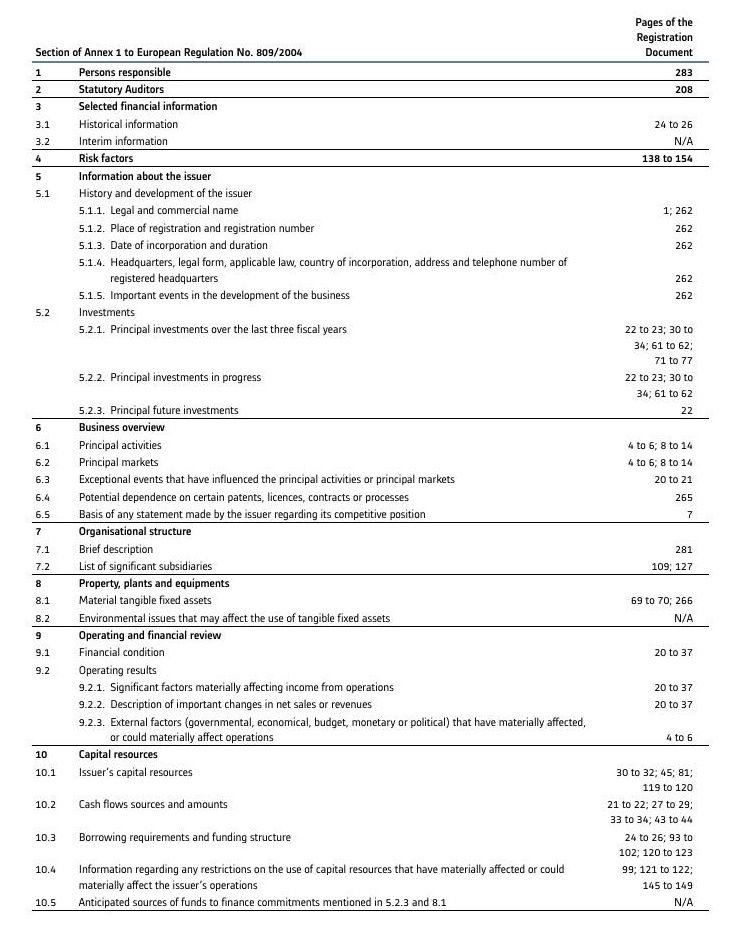 Pages of the
Registration
Section of Annex 1 to European Regulation No. 809/2004 Document
1 Persons responsible 283
2 Statutory Auditors 208
3 Selected financial information
3.1 Historical information 24 to 26
3.2 Interim information N/A
4 Risk factors 138 to 154
5 Information about the issuer
5.1 History and development of the issuer
5.1.1. Legal and commercial name 1; 262
5.1.2. Place of registration and registration number 262
5.1.3. Date of incorporation and duration 262
5.1.4. Headquarters, legal form, applicable law, country of incorporation, address and telephone number of
registered headquarters 262
5.1.5. Important events in the development of the business 262
5.2 Investments
5.2.1. Principal investments over the last three fiscal years 22 to 23; 30 to
34; 61 to 62;
71 to 77
5.2.2. Principal investments in progress 22 to 23; 30 to
34; 61 to 62
5.2.3. Principal future investments 22
6 Business overview
6.1 Principal activities 4 to 6; 8 to 14
6.2 Principal markets 4 to 6; 8 to 14
6.3 Exceptional events that have influenced the principal activities or principal markets 20 to 21
6.4 Potential dependence on certain patents, licences, contracts or processes 265
6.5 Basis of any statement made by the issuer regarding its competitive position 7
7 Organisational structure
7.1 Brief description 281
7.2 List of significant subsidiaries 109; 127
8 Property, plants and equipments
8.1 Material tangible fixed assets 69 to 70; 266
8.2 Environmental issues that may affect the use of tangible fixed assets N/A
9 Operating and financial review
9.1 Financial condition 20 to 37
9.2 Operating results
9.2.1. Significant factors materially affecting income from operations 20 to 37
9.2.2. Description of important changes in net sales or revenues 20 to 37
9.2.3. External factors (governmental, economical, budget, monetary or political) that have materially affected,
or could materially affect operations 4 to 6
10 Capital resources
10.1 Issuer's capital resources 30 to 32; 45; 81;
119 to 120
10.2 Cash flows sources and amounts 21 to 22; 27 to 29;
33 to 34; 43 to 44
10.3 Borrowing requirements and funding structure 24 to 26; 93 to
102; 120 to 123
10.4 Information regarding any restrictions on the use of capital resources that have materially affected or could 99; 121 to 122;
materially affect the issuer's operations 145 to 149
10.5 Anticipated sources of funds to finance commitments mentioned in 5.2.3 and 8.1 N/A